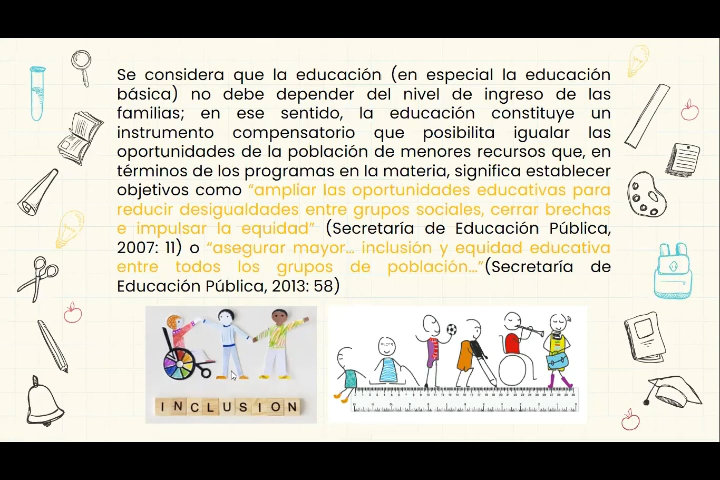 Se considera que la educación (en especial la educación
básica) no debe depender del nivel de ingreso de las
familias; en ese sentido, la educación constituye un
instrumento compensatorio que posibilita igualar las
oportunidades de la población de menores recursos que, en
términos de los programas en la materia, significa establecer
objetivos como “ampliar las oportunidades educativas para
reducir desigualdades entre grupos sociales, cerrar brechas
e impulsar la equidad” (Secretaría de Educación Pública,
2007: 11) o “asegurar mayor... inclusión y equidad educativa
entre todos los grupos de población...”(Secretaría de
Educación Pública, 2013: 58)
INCLUSION